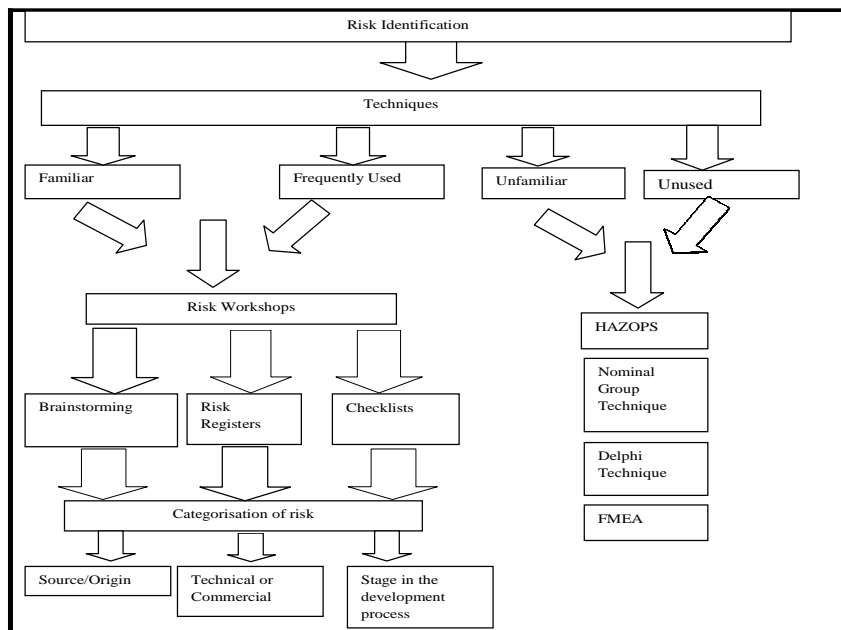 Risk Identification
Techniques
Familiar
Frequently Used
Unfamiliar
Unused
Risk Workshops
HAZOPS
Nominal
Group
Technique
Brainstorming
Risk
Registers
Checklists
Delphi
Technique
Categorisation of risk
FMEA
Source/Origin
Technical or
Commercial
Stage in the
development
process